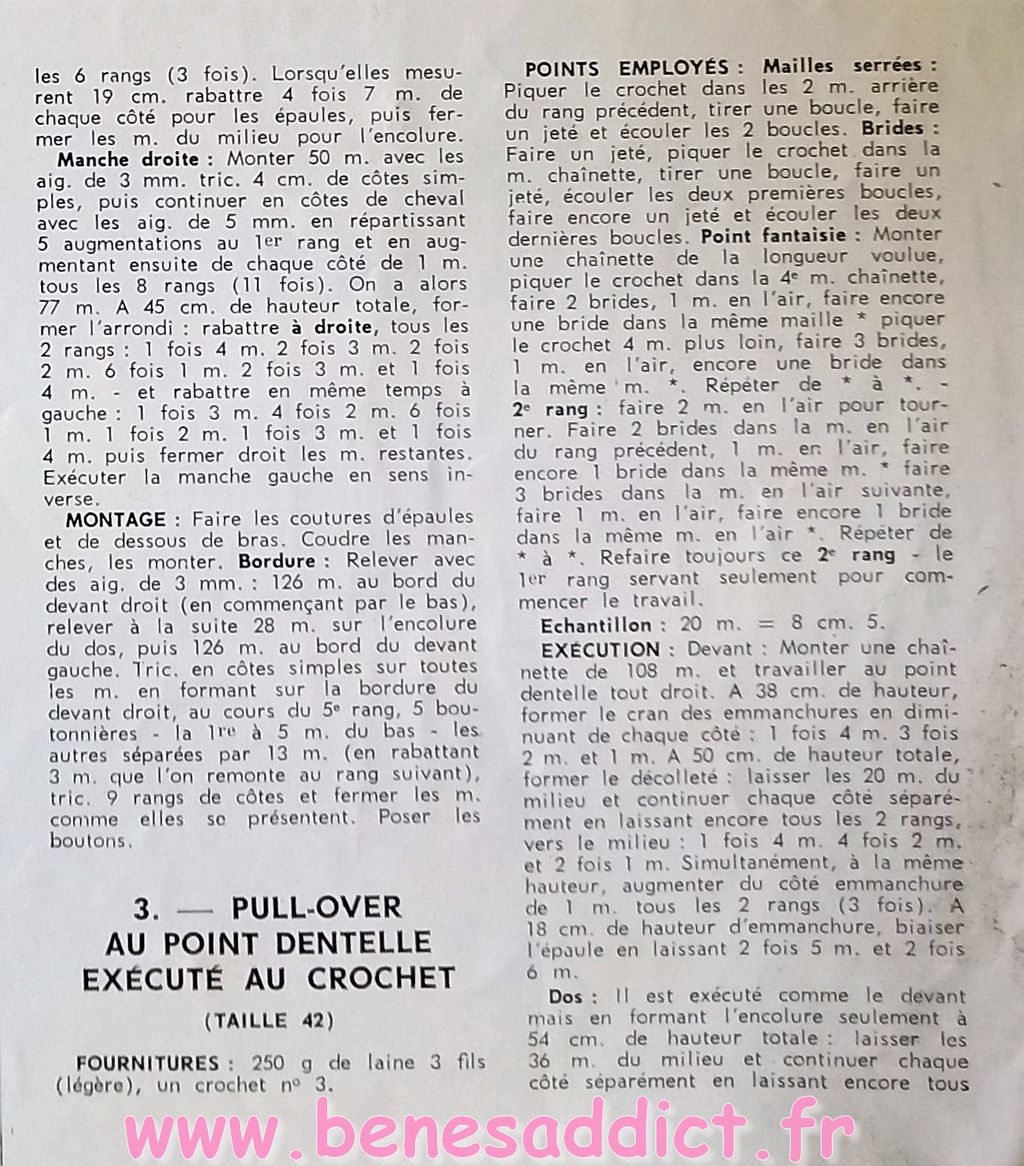 les 6 rangs (3 fois). Lorsqu'elles mesu-
rent 19 cm. rabattre 4 fois 7 m. de
chaque côté pour les épaules, puis fer-
mer les m. du milieu pour l'encolure.
Manche droite : Monter 50 m. avec les
aig. de 3 mm. tric. 4 cm. de côtes sim-
ples, puis continuer en côtes de cheval
avec les aig. de 5 mm. en répartissant
5 augmentations au 1er rang et en aug-
mentant ensuite de chaque côté de 1 m.
tous les 8 rangs (11 fois). On a alors
77 m. A 45 cm. de hauteur totale, for-
mer l'arrondi : rabattre à droite, tous les
2 rangs : 1 fois 4 m. 2 fois 3 m. 2 fois
2 m. 6 fois 1 m. 2 fois 3 m. et 1 fois
4 m. - et rabattre en même temps à
gauche : 1 fois 3 m. 4 fois 2 m. 6 fois
1 m. 1 fois 2 m. 1 fois 3 m. et 1 fois
4 m. puis fermer droit les m. restantes.
Exécuter la manche gauche en sens in-
verse.
MONTAGE : Faire les coutures d'épaules
et de dessous de bras. Coudre les man-
ches, les monter. Bordure : Relever avec
des aig. de 3 mm. : 126 m. au bord du
devant droit (en commençant par le bas),
relever à la suite 28 m. sur l'encolure
du dos, puis 126 m. au bord du devant
gauche. Tric. en côtes simples sur toutes
les m. en formant sur la bordure du
devant droit, au cours du 5e rang, 5 bou-
tonnières - la 1re à 5 m. du bas - les
autres séparées par 13 m. (en rabattant
3 m. que l'on remonte au rang suivant),
tric. 9 rangs de côtes et fermer les m.
comme elles se présentent. Poser les
boutons.
3. — PULL-OVER
AU POINT DENTELLE
EXÉCUTÉ AU CROCHET
(TAILLE 42)
FOURNITURES : 250 g de laine 3 fils
(légère), un crochet nº 3.
POINTS EMPLOYÉS : Mailles serrées :
Piquer le crochet dans les 2 m. arrière
du rang précédent, tirer une boucle, faire
un jeté et écouler les 2 boucles. Brides :
Faire un jeté, piquer le crochet dans la
m. chaînette, tirer une boucle, faire un
jeté, écouler les deux premières boucles,
faire encore un jeté et écouler les deux
dernières boucles. Point fantaisie : Monter
une chaînette de la longueur voulue,
piquer le crochet dans la 4e m. chaînette,
faire 2 brides, 1 m. en l'air, faire encore
une bride dans la même maille * piquer
le crochet 4 m. plus loin, faire 3 brides,
1 m. en l'air, encore une bride dans
la même m. *. Répéter de * à *. -
2e rang : faire 2 m. en l'air pour tour-
ner. Faire 2 brides dans la m. en l'air
du rang précédent, 1 m. en l'air, faire
encore 1 bride dans la même m. * faire
3 brides dans la m. en l'air suivante,
faire 1 m. en l'air, faire encore 1 bride
dans la même m. en l'air *. Répéter de
* à *. Refaire toujours ce 2e rang - le
1er rang servant seulement pour com-
mencer le travail.
Echantillon : 20 m. = 8 cm. 5.
EXÉCUTION : Devant : Monter une chaî-
nette de 108 m. et travailler au point
dentelle tout droit. A 38 cm. de hauteur,
former le cran des emmanchures en dimi-
nuant de chaque côté : 1 fois 4 m. 3 fois
2 m. et 1 m. A 50 cm. de hauteur totale,
former le décolleté : laisser les 20 m. du
milieu et continuer chaque côté séparé-
ment en laissant encore tous les 2 rangs,
vers le milieu : 1 fois 4 m. 4 fois 2 m.
et 2 fois 1 m. Simultanément, à la même
hauteur, augmenter du côté emmanchure
de 1 m. tous les 2 rangs (3 fois). A
18 cm. de hauteur d'emmanchure, biaiser
l'épaule en laissant 2 fois 5 m. et 2 fois
6 m.
Dos : Il est exécuté comme le devant
mais en formant l'encolure seulement à
54 cm. de hauteur totale : laisser les
36 m. du milieu et continuer chaque
côté séparément en laissant encore tous
www.benesaddict.fr